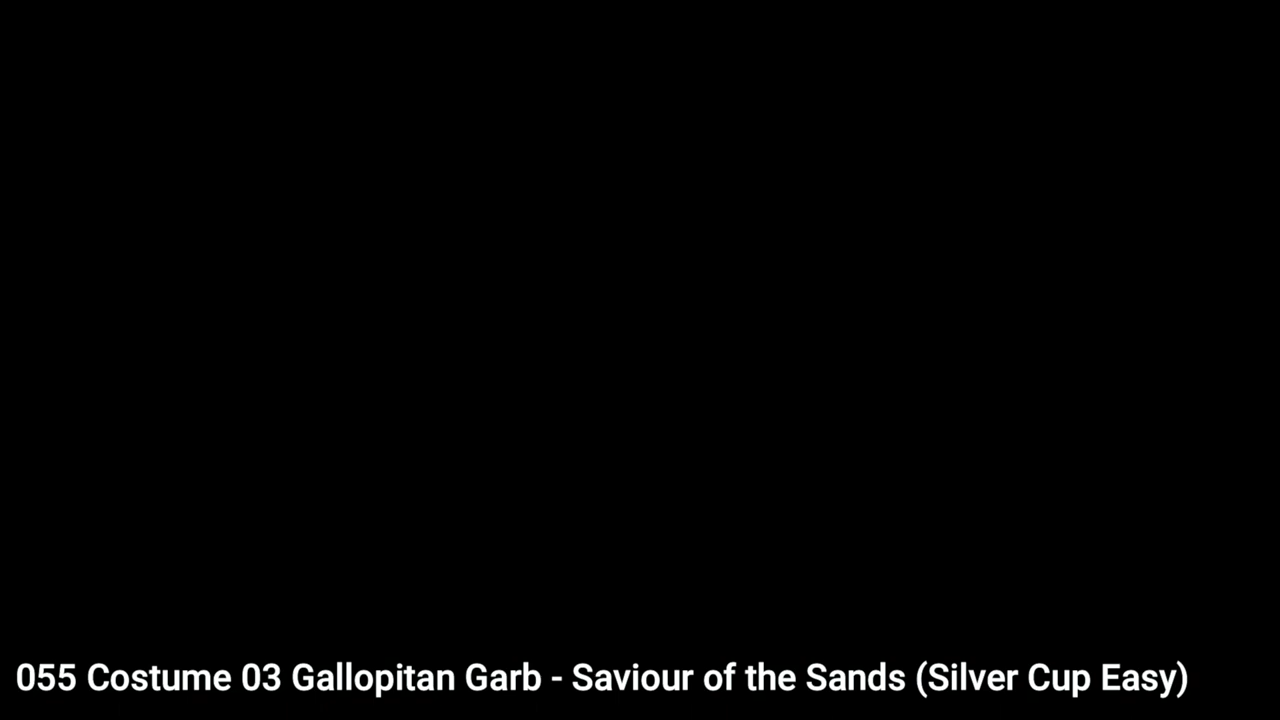 055 Costume 03 Gallopitan Garb - Saviour of the Sands (Silver Cup Easy)